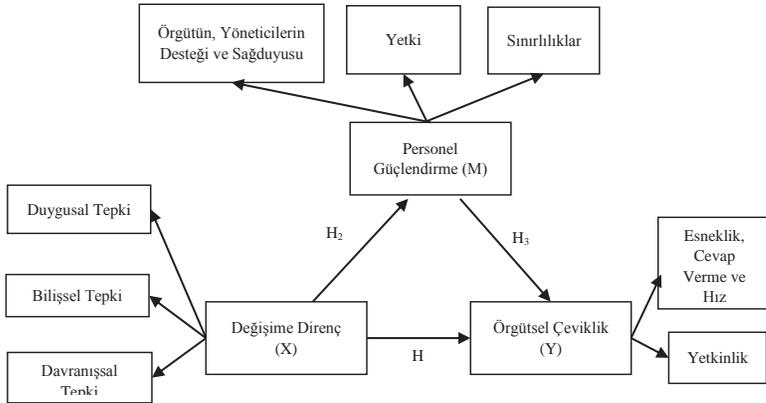 Örgütün, Yöneticilerin
Desteği ve Sağduyusu
Yetki
Sınırlılıklar
Personel
Güçlendirme (M)
Duygusal Tepki
Bilişsel Tepki
Davranışsal
Tepki
H₂
H₃
Değişime Direnç
(X)
H
Örgütsel Çeviklik
(Y)
Esneklik,
Cevap
Verme ve
Hız
Yetkinlik